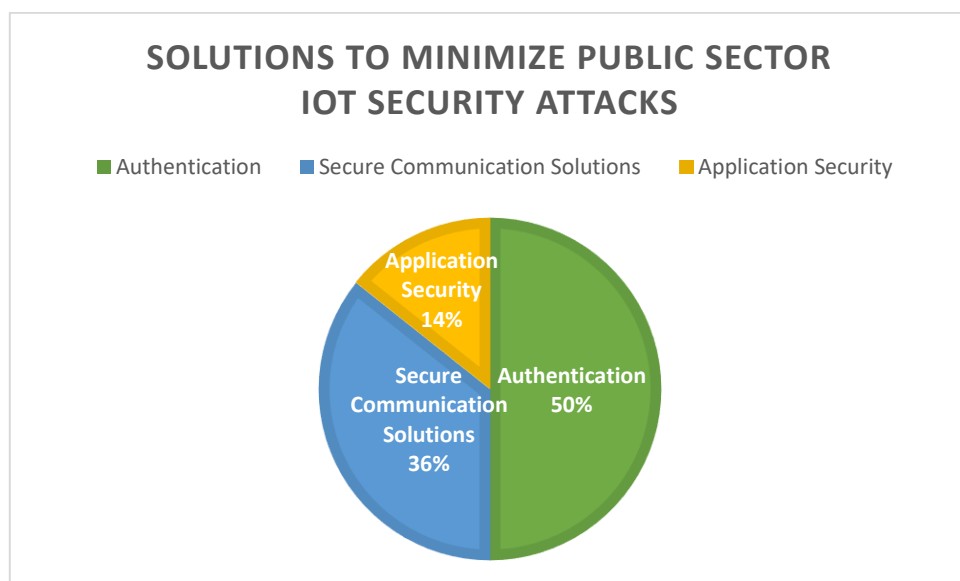 SOLUTIONS TO MINIMIZE PUBLIC SECTOR
IOT SECURITY ATTACKS
Authentication Secure Communication Solutions Application Security
Application
Security
14%
Authentication
50%
Secure
Communication
Solutions
36%